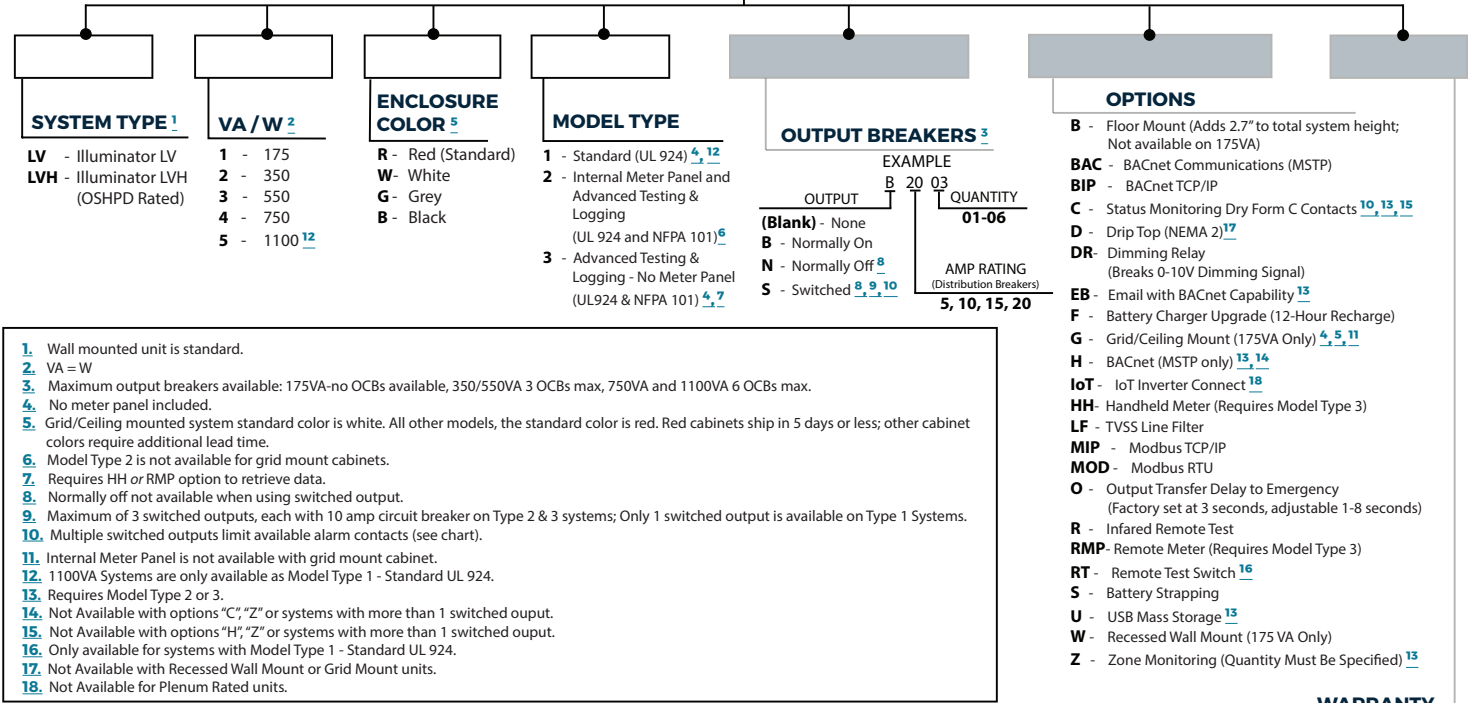 SYSTEM TYPE 1
LV - Illuminator LV
LVH - Illuminator LVH
(OSHPD Rated)
VA / W 2
1 - 175
2 - 350
3 - 550
4 - 750
5 - 1100 12
ENCLOSURE
COLOR 5
R - Red (Standard)
W - White
G - Grey
B - Black
MODEL TYPE
1 - Standard (UL 924) 4, 12
2 - Internal Meter Panel and
Advanced Testing &
Logging
(UL 924 and NFPA 101) 6
3 - Advanced Testing &
Logging - No Meter Panel
(UL924 & NFPA 101) 4, 7
OUTPUT BREAKERS 3
EXAMPLE
B 20 03
OUTPUT
(Blank) - None
B - Normally On
N - Normally Off 8
S - Switched 8, 9, 10
QUANTITY
01-06
AMP RATING
(Distribution Breakers)
5, 10, 15, 20
OPTIONS
B - Floor Mount (Adds 2.7" to total system height;
Not available on 175VA)
BAC - BACnet Communications (MSTP)
BIP - BACnet TCP/IP
C - Status Monitoring Dry Form C Contacts 10, 13, 15
D - Drip Top (NEMA 2) 17
DR - Dimming Relay
(Breaks 0-10V Dimming Signal)
EB - Email with BACnet Capability 13
F - Battery Charger Upgrade (12-Hour Recharge)
G - Grid/Ceiling Mount (175VA Only) 4, 5, 11
H - BACnet (MSTP only) 13, 14
IoT - IoT Inverter Connect 18
HH - Handheld Meter (Requires Model Type 3)
LF - TVSS Line Filter
MIP - Modbus TCP/IP
MOD - Modbus RTU
O - Output Transfer Delay to Emergency
(Factory set at 3 seconds, adjustable 1-8 seconds)
R - Infared Remote Test
RMP - Remote Meter (Requires Model Type 3)
RT - Remote Test Switch 16
S - Battery Strapping
U - USB Mass Storage 13
W - Recessed Wall Mount (175 VA Only)
Z - Zone Monitoring (Quantity Must Be Specified) 13
1. Wall mounted unit is standard.
2. VA = W
3. Maximum output breakers available: 175VA-no OCBs available, 350/550VA 3 OCBs max, 750VA and 1100VA 6 OCBs max.
4. No meter panel included.
5. Grid/Ceiling mounted system standard color is white. All other models, the standard color is red. Red cabinets ship in 5 days or less; other cabinet
colors require additional lead time.
6. Model Type 2 is not available for grid mount cabinets.
7. Requires HH or RMP option to retrieve data.
8. Normally off not available when using switched output.
9. Maximum of 3 switched outputs, each with 10 amp circuit breaker on Type 2 & 3 systems; Only 1 switched output is available on Type 1 Systems.
10. Multiple switched outputs limit available alarm contacts (see chart).
11. Internal Meter Panel is not available with grid mount cabinet.
12. 1100VA Systems are only available as Model Type 1 - Standard UL 924.
13. Requires Model Type 2 or 3.
14. Not Available with options "C", "Z" or systems with more than 1 switched ouput.
15. Not Available with options "H", "Z" or systems with more than 1 switched ouput.
16. Only available for systems with Model Type 1 - Standard UL 924.
17. Not Available with Recessed Wall Mount or Grid Mount units.
18. Not Available for Plenum Rated units.
WARRANTY